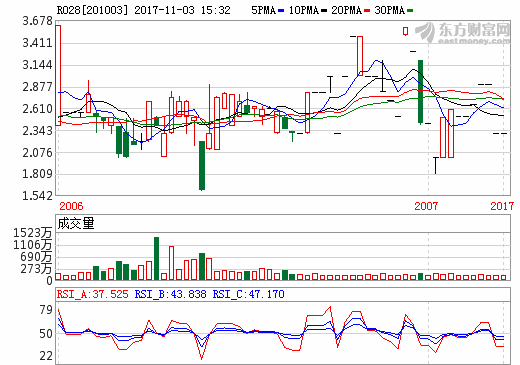 R028[201003] 2017-11-03 15:32 5PMA 10PMA 20PMA 30PMA
东方财富网
eastmoney.com
3.678
3.411
3.144
2.877
2.610
2.343
2.076
1.809
1.542
2006 2007 2017
成交量
1523万
1106万
690万
273万
0
RSI_A:37.525 RSI_B:43.838 RSI_C:47.170
79
50
22